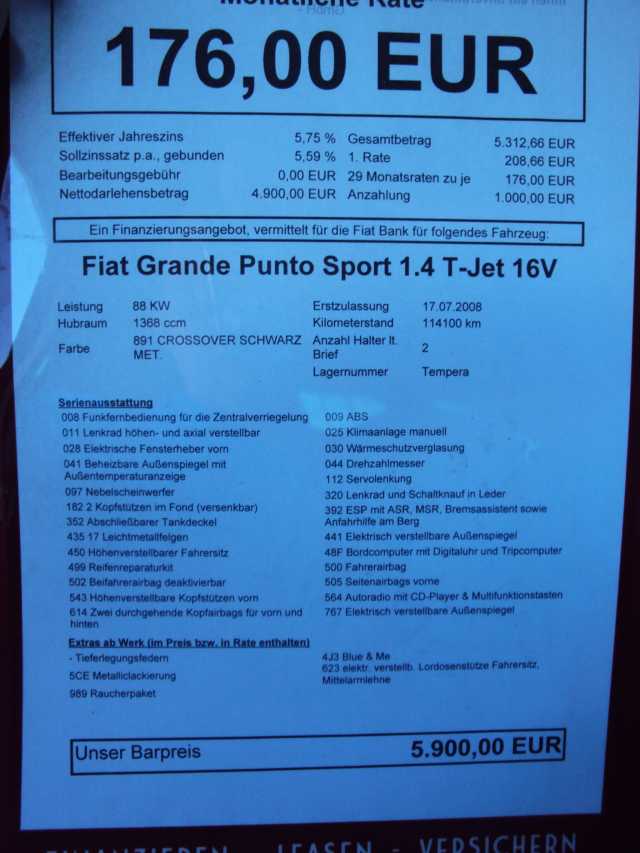 Monatliche Rate
176,00 EUR
Effektiver Jahreszins 5,75 % Gesamtbetrag 5.312,66 EUR
Sollzinssatz p.a., gebunden 5,59 % 1. Rate 208,66 EUR
Bearbeitungsgebühr 0,00 EUR 29 Monatsraten zu je 176,00 EUR
Nettodarlehensbetrag 4.900,00 EUR Anzahlung 1.000,00 EUR
Ein Finanzierungsangebot, vermittelt für die Fiat Bank für folgendes Fahrzeug:
Fiat Grande Punto Sport 1.4 T-Jet 16V
Leistung 88 KW Erstzulassung 17.07.2008
Hubraum 1368 ccm Kilometerstand 114100 km
Farbe 891 CROSSOVER SCHWARZ MET. Anzahl Halter lt. Brief 2
Lagernummer Tempera
Serienausstattung
008 Funkfernbedienung für die Zentralverriegelung 009 ABS
011 Lenkrad höhen- und axial verstellbar 025 Klimaanlage manuell
028 Elektrische Fensterheber vorn 030 Wärmeschutzverglasung
041 Beheizbare Außenspiegel mit 044 Drehzahlmesser
Außentemperaturanzeige 112 Servolenkung
097 Nebelscheinwerfer 320 Lenkrad und Schaltknauf in Leder
182 2 Kopfstützen im Fond (versenkbar) 392 ESP mit ASR, MSR, Bremsassistent sowie
352 Abschließbarer Tankdeckel Anfahrhilfe am Berg
435 17 Leichtmetallfelgen 441 Elektrisch verstellbare Außenspiegel
450 Höhenverstellbarer Fahrersitz 48F Bordcomputer mit Digitaluhr und Tripcomputer
499 Reifenreparaturkit 500 Fahrerairbag
502 Beifahrerairbag deaktivierbar 505 Seitenairbags vorne
543 Höhenverstellbare Kopfstützen vorn 564 Autoradio mit CD-Player & Multifunktionstasten
614 Zwei durchgehende Kopfairbags für vorn und 767 Elektrisch verstellbare Außenspiegel
hinten
Extras ab Werk (im Preis bzw. in Rate enthalten)
- Tieferlegungsfedern 4J3 Blue & Me
5CE Metalliclackierung 623 elektr. verstellb. Lordosenstütze Fahrersitz,
Mittelarmlehne
989 Raucherpaket
Unser Barpreis 5.900,00 EUR
FINANZIEREN - LEASEN - VERSICHERN